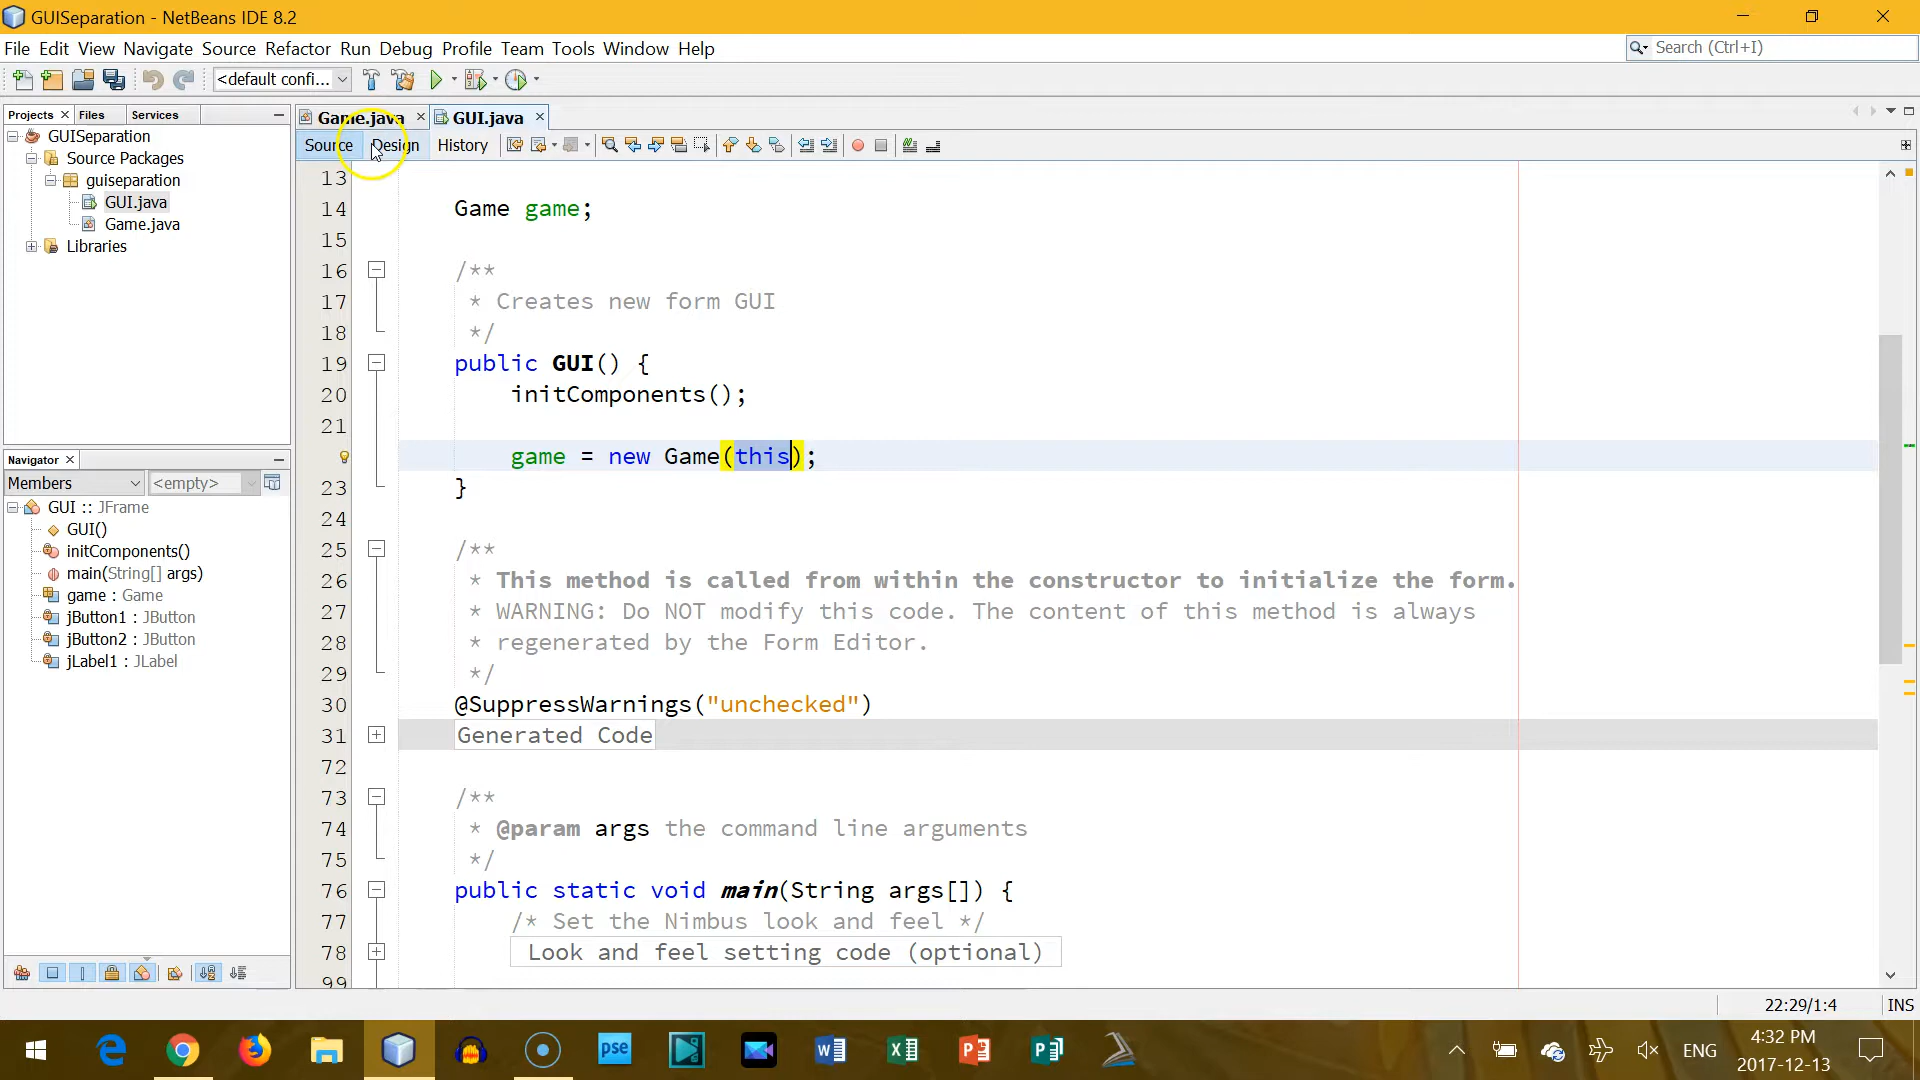 GUISeparation - NetBeans IDE 8.2
File Edit View Navigate Source Refactor Run Debug Profile Team Tools Window Help
Search (Ctrl+I)
<default confi...
Projects Files Services
GUISeparation
Source Packages
guiseparation
GUI.java
Game.java
Libraries
Navigator
Members <empty>
GUI :: JFrame
GUI()
initComponents()
main(String[] args)
game : Game
jButton1 : JButton
jButton2 : JButton
jLabel1 : JLabel
Game.java GUI.java
Source Design History
13
14 Game game;
15
16 /**
17 * Creates new form GUI
18 */
19 public GUI() {
20 initComponents();
21
game = new Game(this);
23 }
24
25 /**
26 * This method is called from within the constructor to initialize the form.
27 * WARNING: Do NOT modify this code. The content of this method is always
28 * regenerated by the Form Editor.
29 */
30 @SuppressWarnings("unchecked")
31 Generated Code
72
73 /**
74 * @param args the command line arguments
75 */
76 public static void main(String args[]) {
77 /* Set the Nimbus look and feel */
78 Look and feel setting code (optional)
99
22:29/1:4 INS
pse
ENG
4:32 PM
2017-12-13